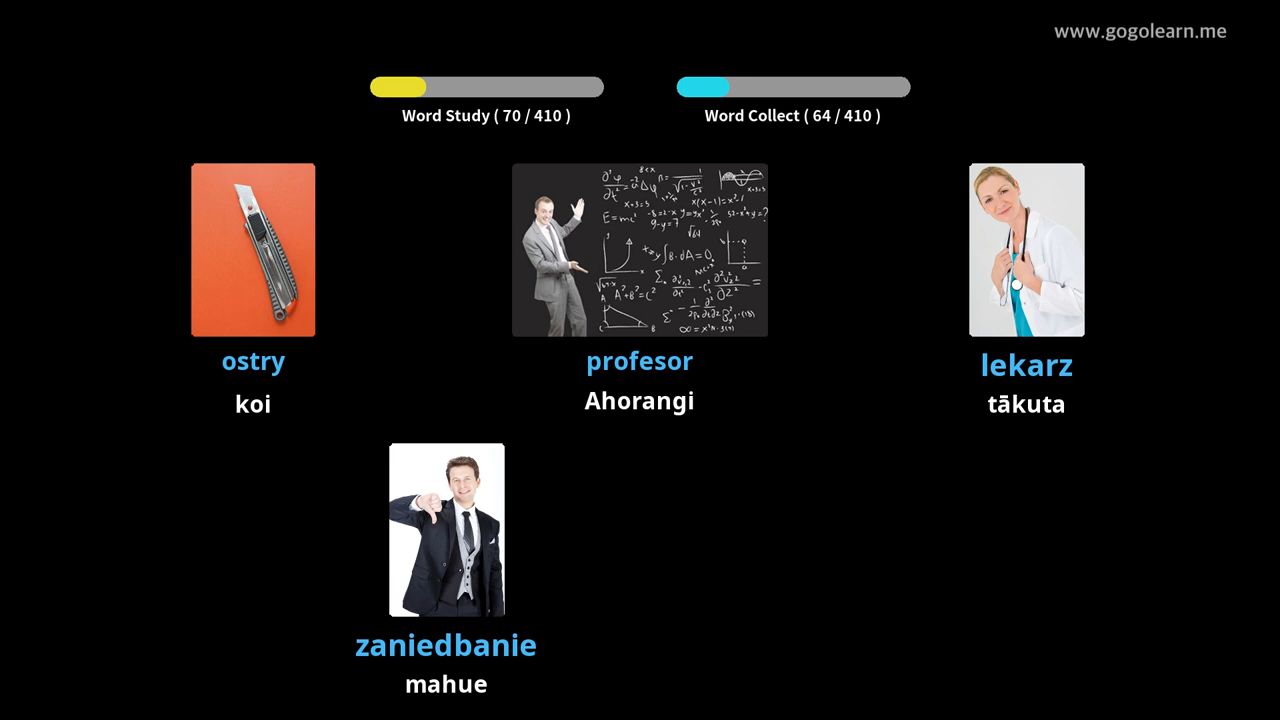 www.gogolearn.me
Word Study ( 70 / 410 )
Word Collect ( 64 / 410 )
ostry
koi
profesor
Ahorangi
lekarz
tākuta
zaniedbanie
mahue